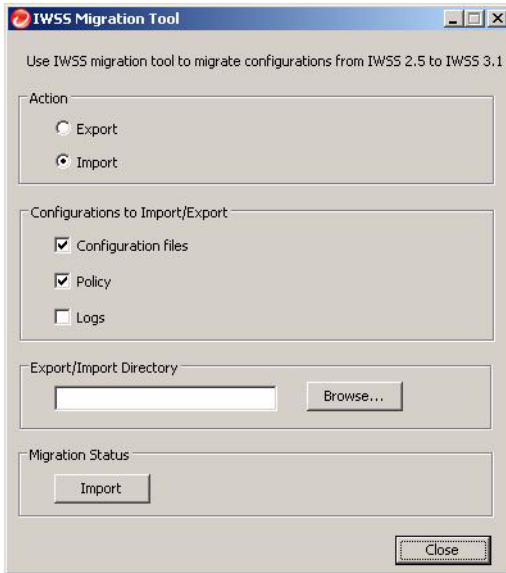 IWSS Migration Tool
Use IWSS migration tool to migrate configurations from IWSS 2.5 to IWSS 3.1
Action
Export
Import
Configurations to Import/Export
Configuration files
Policy
Logs
Export/Import Directory
Browse...
Migration Status
Import
Close